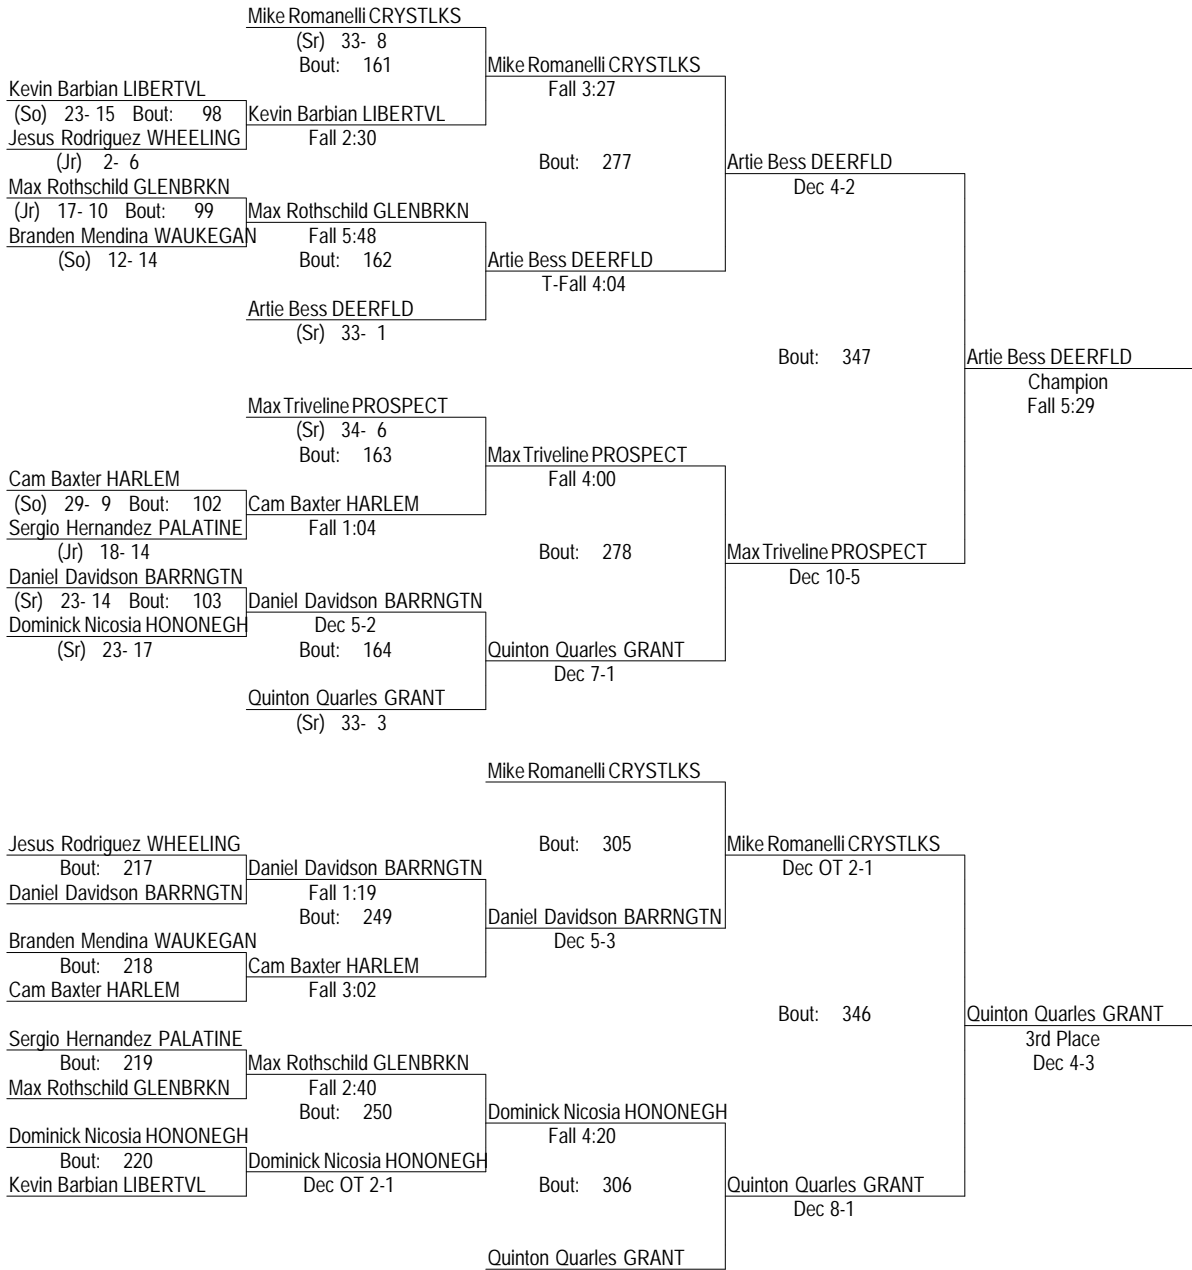 Mike Romanelli CRYSTLKS
(Sr) 33- 8
Bout: 161
Mike Romanelli CRYSTLKS
Fall 3:27
Kevin Barbian LIBERTVL
(So) 23- 15 Bout: 98
Kevin Barbian LIBERTVL
Jesus Rodriguez WHEELING
Fall 2:30
(Jr) 2- 6
Bout: 277
Artie Bess DEERFLD
Dec 4-2
Max Rothschild GLENBRKN
(Jr) 17- 10 Bout: 99
Max Rothschild GLENBRKN
Branden Mendina WAUKEGAN
Fall 5:48
(So) 12- 14
Bout: 162
Artie Bess DEERFLD
T-Fall 4:04
Artie Bess DEERFLD
(Sr) 33- 1
Bout: 347
Artie Bess DEERFLD
Champion
Fall 5:29
Max Triveline PROSPECT
(Sr) 34- 6
Bout: 163
Max Triveline PROSPECT
Fall 4:00
Cam Baxter HARLEM
(So) 29- 9 Bout: 102
Cam Baxter HARLEM
Sergio Hernandez PALATINE
Fall 1:04
(Jr) 18- 14
Bout: 278
Max Triveline PROSPECT
Dec 10-5
Daniel Davidson BARRNGTN
(Sr) 23- 14 Bout: 103
Daniel Davidson BARRNGTN
Dominick Nicosia HONONEGH
Dec 5-2
(Sr) 23- 17
Bout: 164
Quinton Quarles GRANT
Dec 7-1
Quinton Quarles GRANT
(Sr) 33- 3
Mike Romanelli CRYSTLKS
Jesus Rodriguez WHEELING
Bout: 305
Mike Romanelli CRYSTLKS
Dec OT 2-1
Bout: 217
Daniel Davidson BARRNGTN
Daniel Davidson BARRNGTN
Fall 1:19
Bout: 249
Daniel Davidson BARRNGTN
Dec 5-3
Branden Mendina WAUKEGAN
Bout: 218
Cam Baxter HARLEM
Cam Baxter HARLEM
Fall 3:02
Bout: 346
Quinton Quarles GRANT
3rd Place
Dec 4-3
Sergio Hernandez PALATINE
Bout: 219
Max Rothschild GLENBRKN
Max Rothschild GLENBRKN
Fall 2:40
Bout: 250
Dominick Nicosia HONONEGH
Fall 4:20
Dominick Nicosia HONONEGH
Bout: 220
Dominick Nicosia HONONEGH
Kevin Barbian LIBERTVL
Dec OT 2-1
Bout: 306
Quinton Quarles GRANT
Dec 8-1
Quinton Quarles GRANT